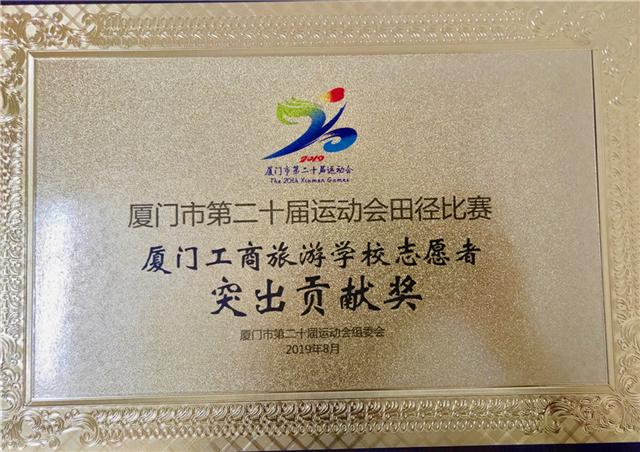 2019
厦门市第二十届运动会
The 20th Xiamen Games
厦门市第二十届运动会田径比赛
厦门工商旅游学校志愿者
突出贡献奖
厦门市第二十届运动会组委会
2019年8月